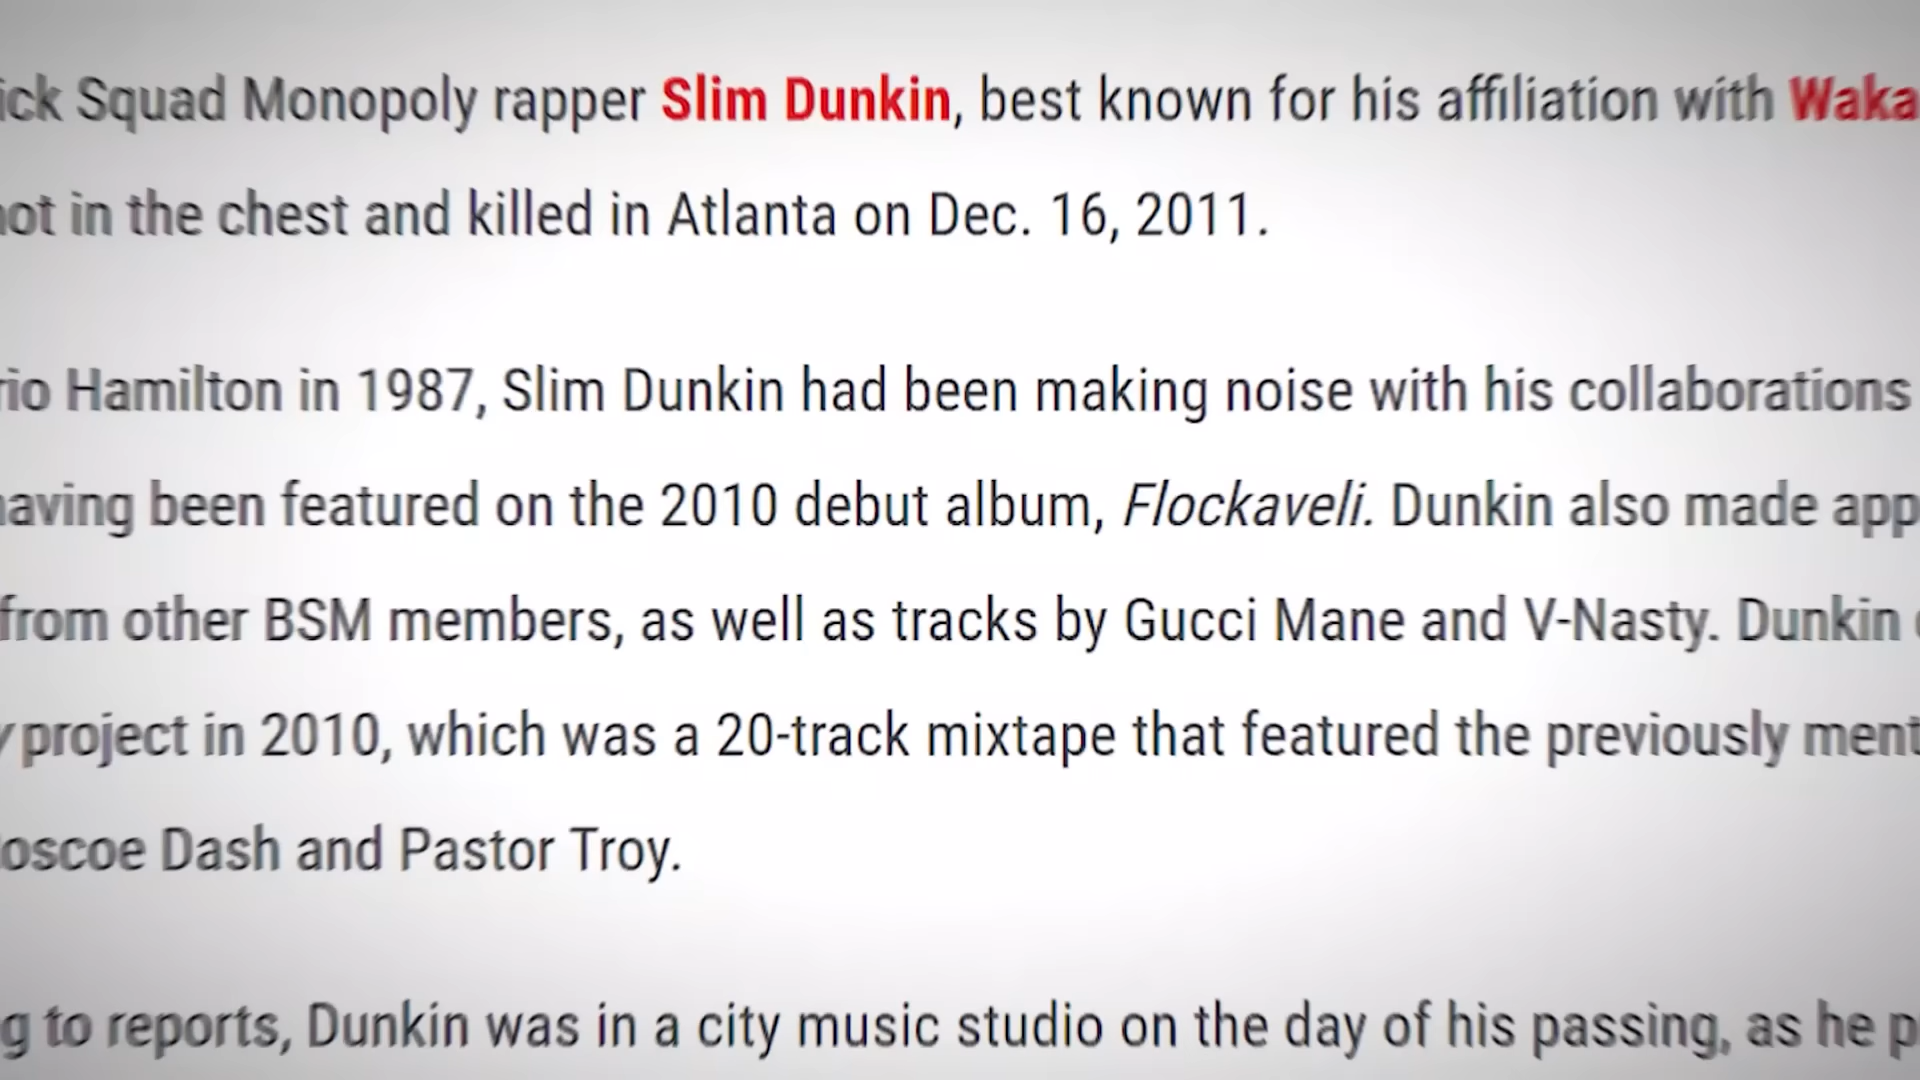 ick Squad Monopoly rapper Slim Dunkin, best known for his affiliation with Waka
ot in the chest and killed in Atlanta on Dec. 16, 2011.
rio Hamilton in 1987, Slim Dunkin had been making noise with his collaborations
aving been featured on the 2010 debut album, Flockaveli. Dunkin also made app
from other BSM members, as well as tracks by Gucci Mane and V-Nasty. Dunkin
y project in 2010, which was a 20-track mixtape that featured the previously ment
oscoe Dash and Pastor Troy.
g to reports, Dunkin was in a city music studio on the day of his passing, as he p